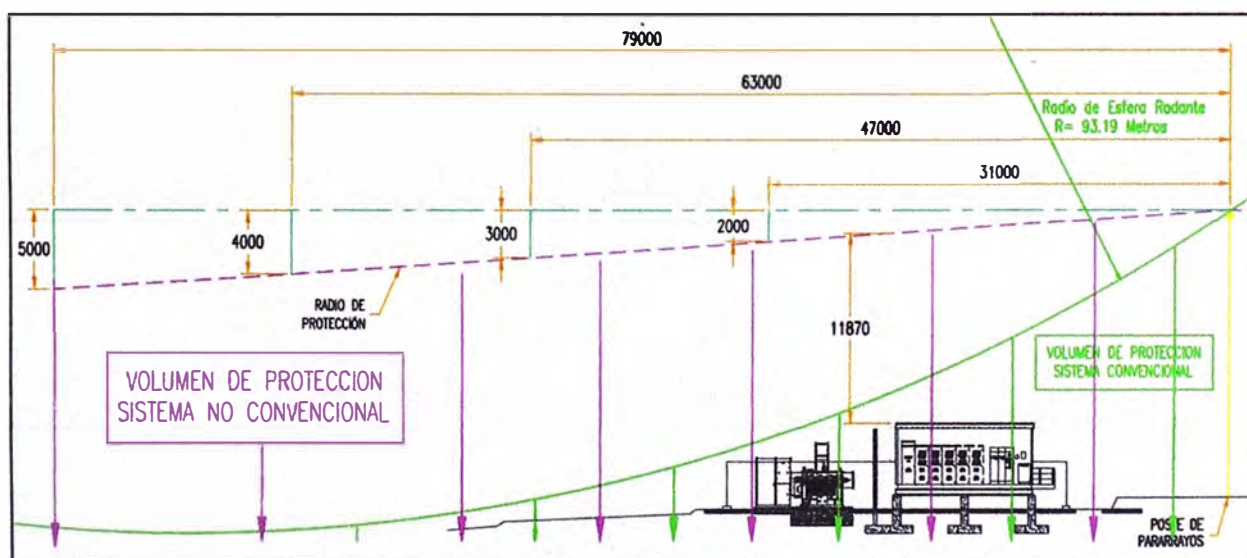 79000
63000
Radio de Esfera Rodante
R= 93.19 Metros
47000
31000
5000
4000
3000
2000
RADIO DE
PROTECCIÓN
11870
VOLUMEN DE PROTECCION
SISTEMA NO CONVENCIONAL
VOLUMEN DE PROTECCION
SISTEMA CONVENCIONAL
POSTE DE
PARARRAYOS